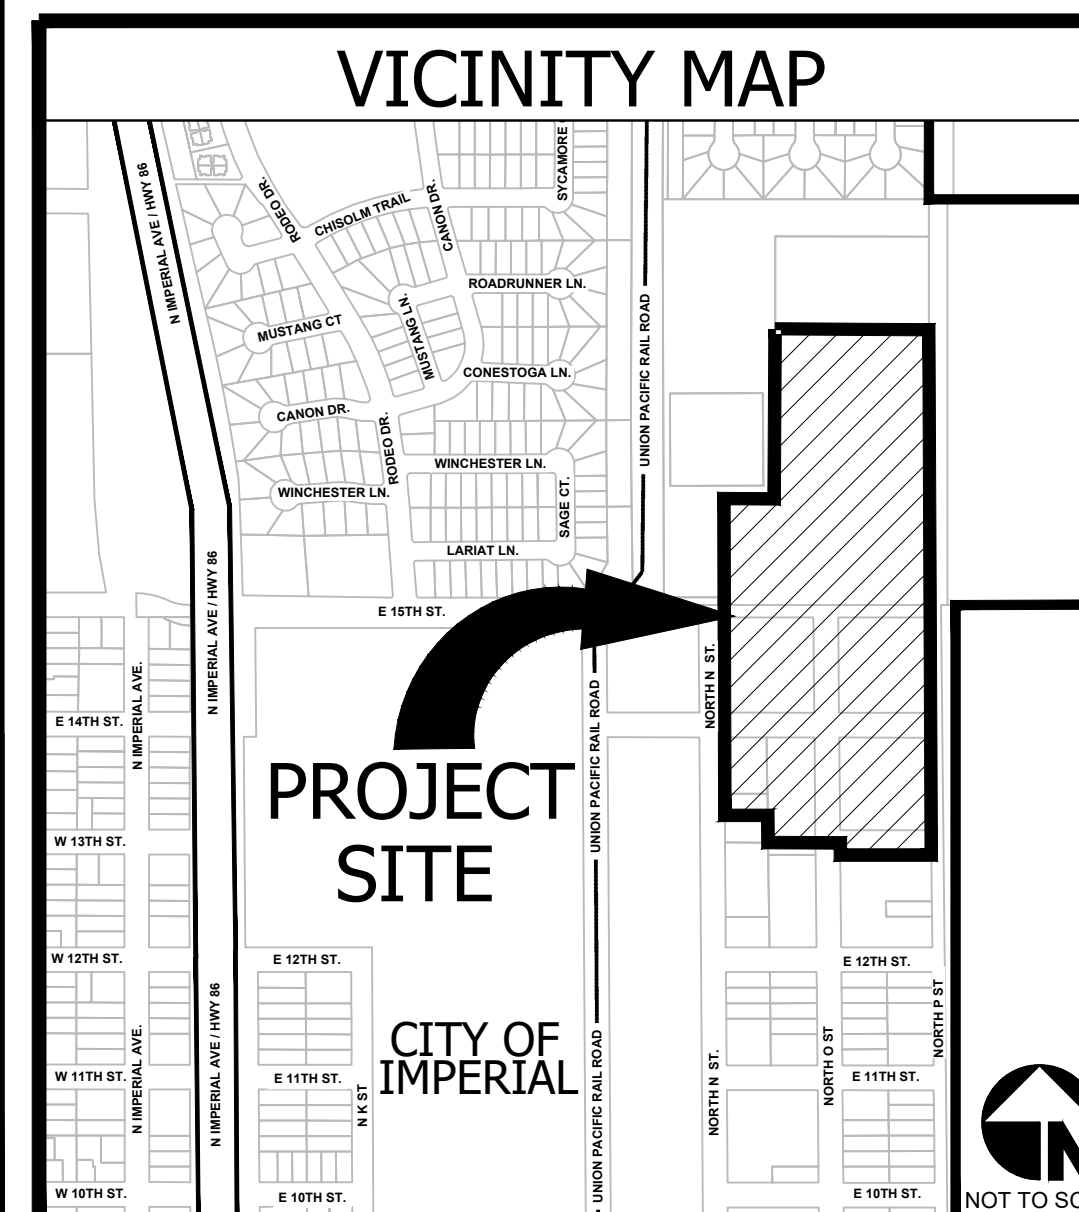 VICINITY MAP
N IMPERIAL AVE / HWY 86
RODEO DR.
CHISOLM TRAIL
CANON DR.
SYCAMORE
ROADRUNNER LN.
MUSTANG CT
MUSTANG LN.
CONESTOGA LN.
UNION PACIFIC RAIL ROAD
CANON DR.
RODEO DR.
WINCHESTER LN.
WINCHESTER LN.
SAGE CT.
LARIAT LN.
E 15TH ST.
N IMPERIAL AVE / HWY 86
N IMPERIAL AVE.
E 14TH ST.
NORTH N ST.
UNION PACIFIC RAIL ROAD
PROJECT
SITE
W 13TH ST.
W 12TH ST.
E 12TH ST.
E 12TH ST.
NORTH P ST
N IMPERIAL AVE / HWY 86
CITY OF
IMPERIAL
N IMPERIAL AVE.
W 11TH ST.
E 11TH ST.
N K ST
UNION PACIFIC RAIL ROAD
NORTH N ST.
NORTH O ST
E 11TH ST.
N
W 10TH ST.
E 10TH ST.
E 10TH ST.
NOT TO SC